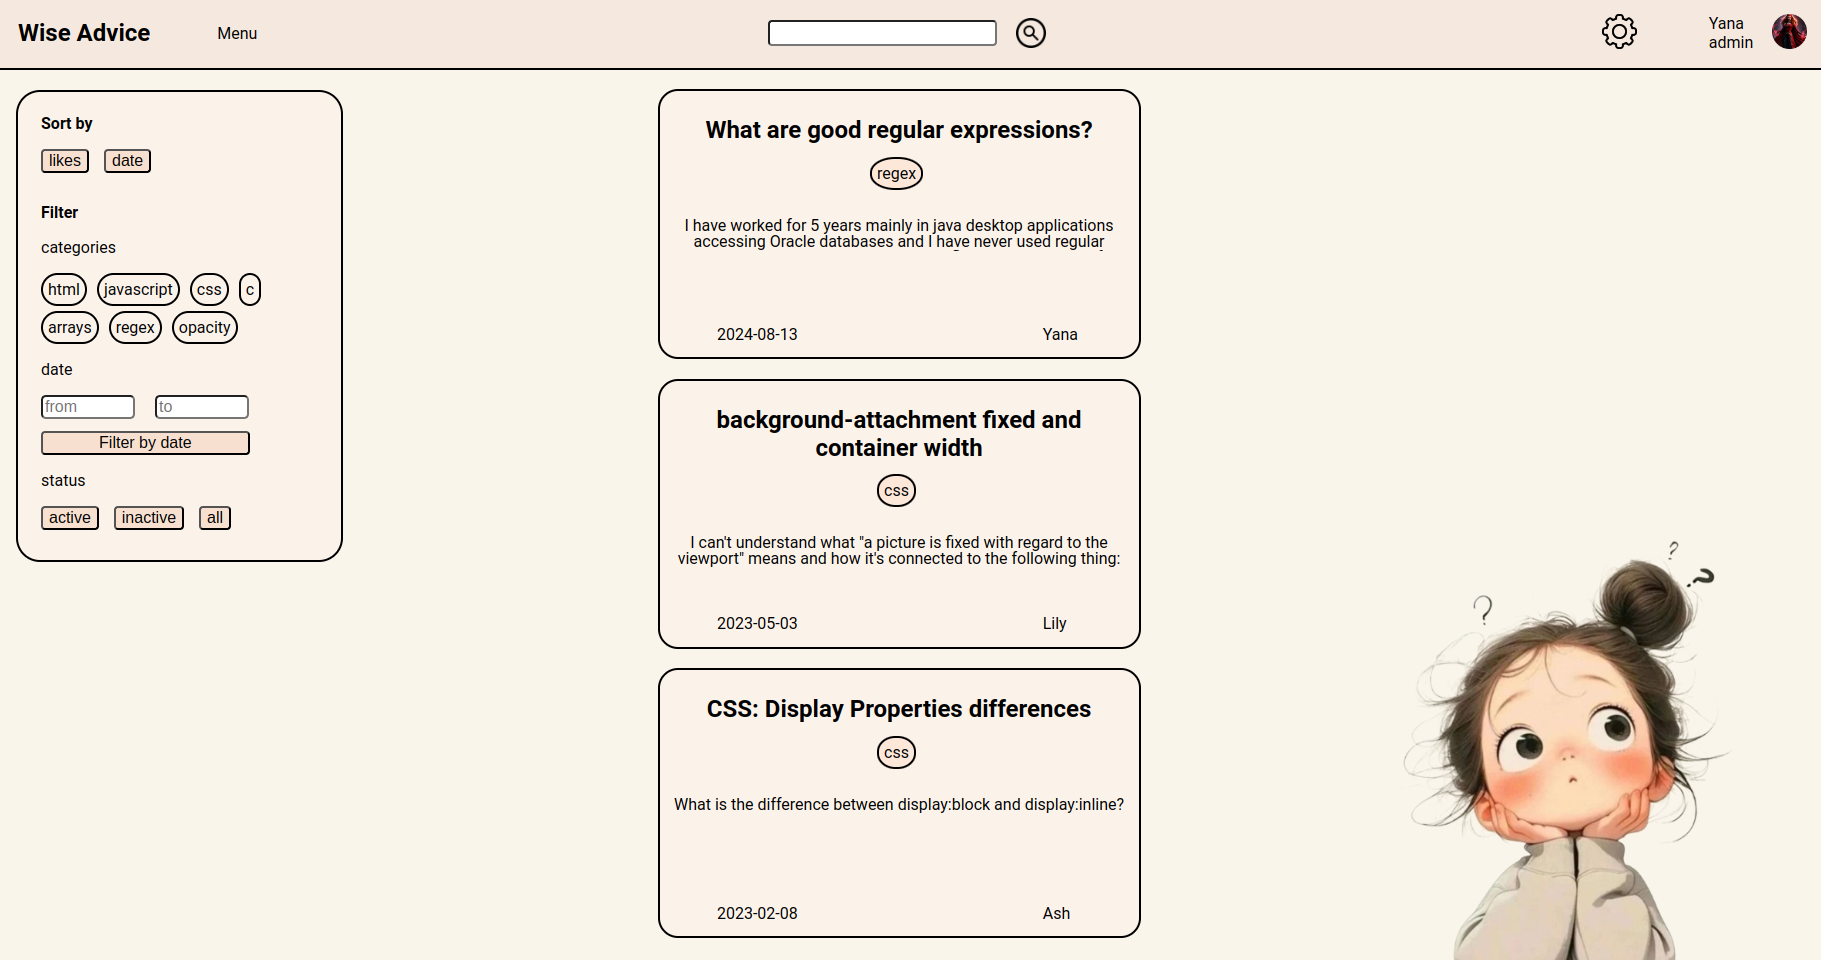 Wise Advice
Menu
Yana
admin
Sort by
likes date
Filter
categories
html javascript css c
arrays regex opacity
date
from to
Filter by date
status
active inactive all
What are good regular expressions?
regex
I have worked for 5 years mainly in java desktop applications
accessing Oracle databases and I have never used regular
2024-08-13 Yana
background-attachment fixed and
container width
css
I can't understand what "a picture is fixed with regard to the
viewport" means and how it's connected to the following thing:
2023-05-03 Lily
CSS: Display Properties differences
css
What is the difference between display:block and display:inline?
2023-02-08 Ash
? ? ?